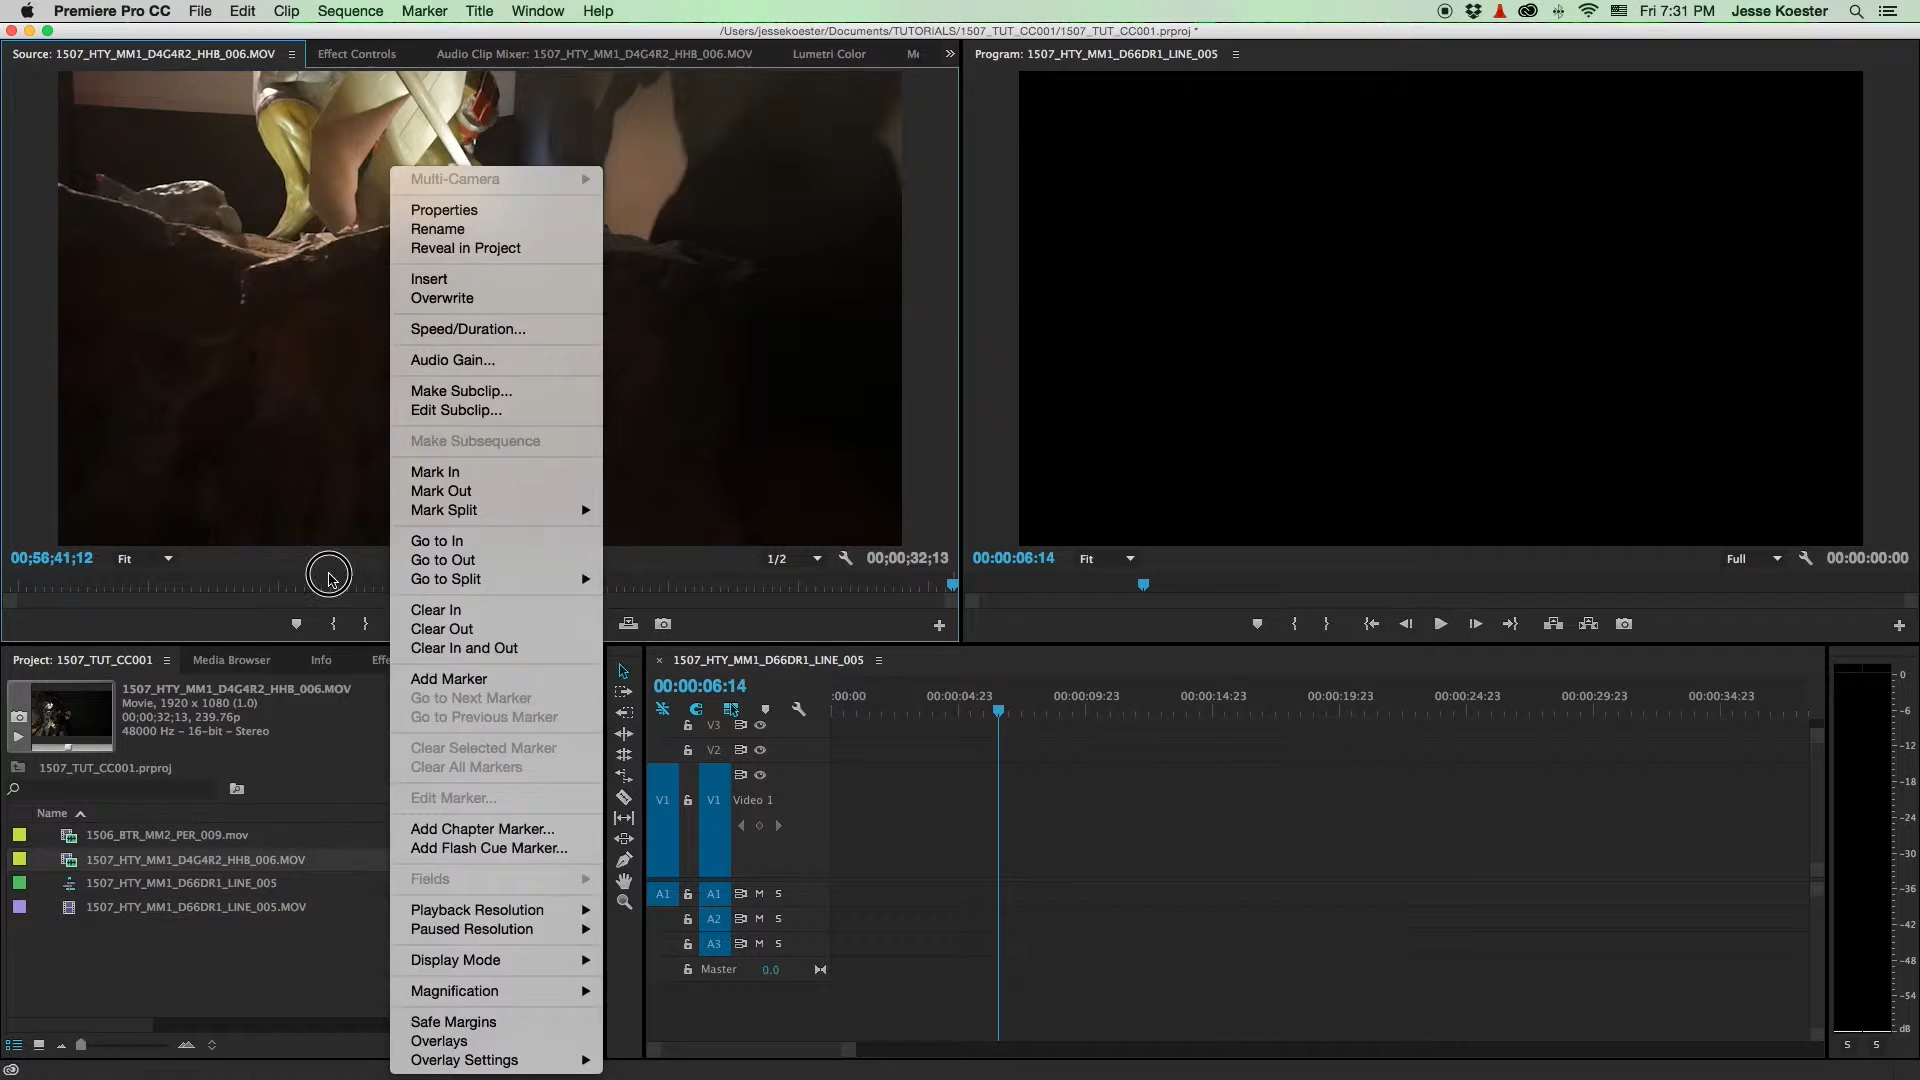 Premiere Pro CC File Edit Clip Sequence Marker Title Window Help Fri 7:31 PM Jesse Koester
/Users/jessekoester/Documents/TUTORIALS/1507_TUT_CC001/1507_TUT_CC001.prproj *
Source: 1507_HTY_MM1_D4G4R2_HHB_006.MOV Effect Controls Audio Clip Mixer: 1507_HTY_MM1_D4G4R2_HHB_006.MOV Lumetri Color Program: 1507_HTY_MM1_D66DR1_LINE_005
Multi-Camera
Properties
Rename
Reveal in Project
Insert
Overwrite
Speed/Duration...
Audio Gain...
Make Subclip...
Edit Subclip...
Make Subsequence
Mark In
Mark Out
Mark Split
Go to In
Go to Out
Go to Split
Clear In
Clear Out
Clear In and Out
Add Marker
Go to Next Marker
Go to Previous Marker
Clear Selected Marker
Clear All Markers
Edit Marker...
Add Chapter Marker...
Add Flash Cue Marker...
Fields
Playback Resolution
Paused Resolution
Display Mode
Magnification
Safe Margins
Overlays
Overlay Settings
00;56;41;12 Fit 1/2 00;00;32;13
00:00:06:14 Fit Full 00:00:00:00
Project: 1507_TUT_CC001 Media Browser Info Effe
1507_HTY_MM1_D4G4R2_HHB_006.MOV
Movie, 1920 x 1080 (1.0)
00;00;32;13, 239.76p
48000 Hz - 16-bit - Stereo
1507_TUT_CC001.prproj
Name
1506_BTR_MM2_PER_009.mov
1507_HTY_MM1_D4G4R2_HHB_006.MOV
1507_HTY_MM1_D66DR1_LINE_005
1507_HTY_MM1_D66DR1_LINE_005.MOV
× 1507_HTY_MM1_D66DR1_LINE_005
00:00:06:14
:00:00 00:00:04:23 00:00:09:23 00:00:14:23 00:00:19:23 00:00:24:23 00:00:29:23 00:00:34:23
V3
V2
V1 V1 Video 1
A1 A1 M S
A2 M S
A3 M S
Master 0.0
0
-6
-12
-18
-24
-30
-36
-42
-48
-54
dB
S S